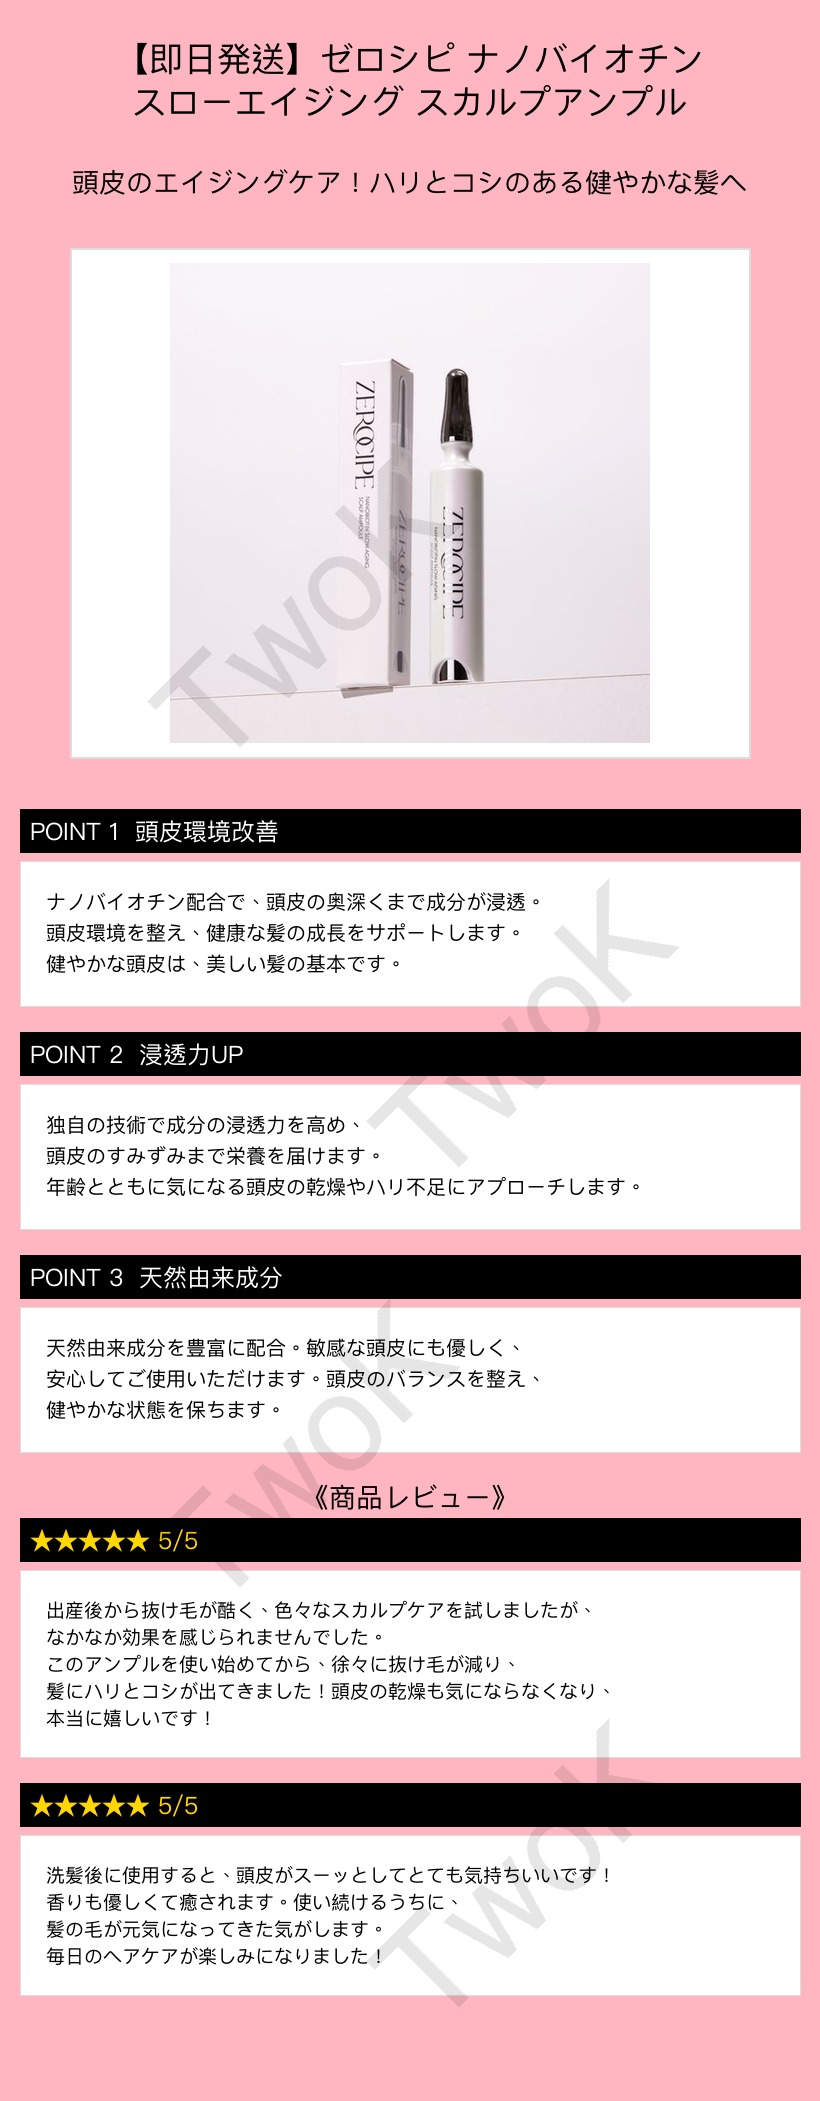 【即日発送】ゼロシピ ナノバイオチン
スローエイジング スカルプアンプル
頭皮のエイジングケア！ハリとコシのある健やかな髪へ
ZEROCIPE
NANOBIOTIN SLOW AGING
SCALP AMPOULE
ZEROCIPE
ZEROCIPE
NANOBIOTIN SLOW AGING
TwoK
POINT 1 頭皮環境改善
ナノバイオチン配合で、頭皮の奥深くまで成分が浸透。
頭皮環境を整え、健康な髪の成長をサポートします。
健やかな頭皮は、美しい髪の基本です。
TwoK
POINT 2 浸透力UP
独自の技術で成分の浸透力を高め、
頭皮のすみずみまで栄養を届けます。
年齢とともに気になる頭皮の乾燥やハリ不足にアプローチします。
POINT 3 天然由来成分
天然由来成分を豊富に配合。敏感な頭皮にも優しく、
安心してご使用いただけます。頭皮のバランスを整え、
健やかな状態を保ちます。
TwoK
《商品レビュー》
★★★★★ 5/5
出産後から抜け毛が酷く、色々なスカルプケアを試しましたが、
なかなか効果を感じられませんでした。
このアンプルを使い始めてから、徐々に抜け毛が減り、
髪にハリとコシが出てきました！頭皮の乾燥も気にならなくなり、
本当に嬉しいです！
★★★★★ 5/5
洗髪後に使用すると、頭皮がスーッとしてとても気持ちいいです！
香りも優しくて癒されます。使い続けるうちに、
髪の毛が元気になってきた気がします。
毎日のヘアケアが楽しみになりました！
TwoK